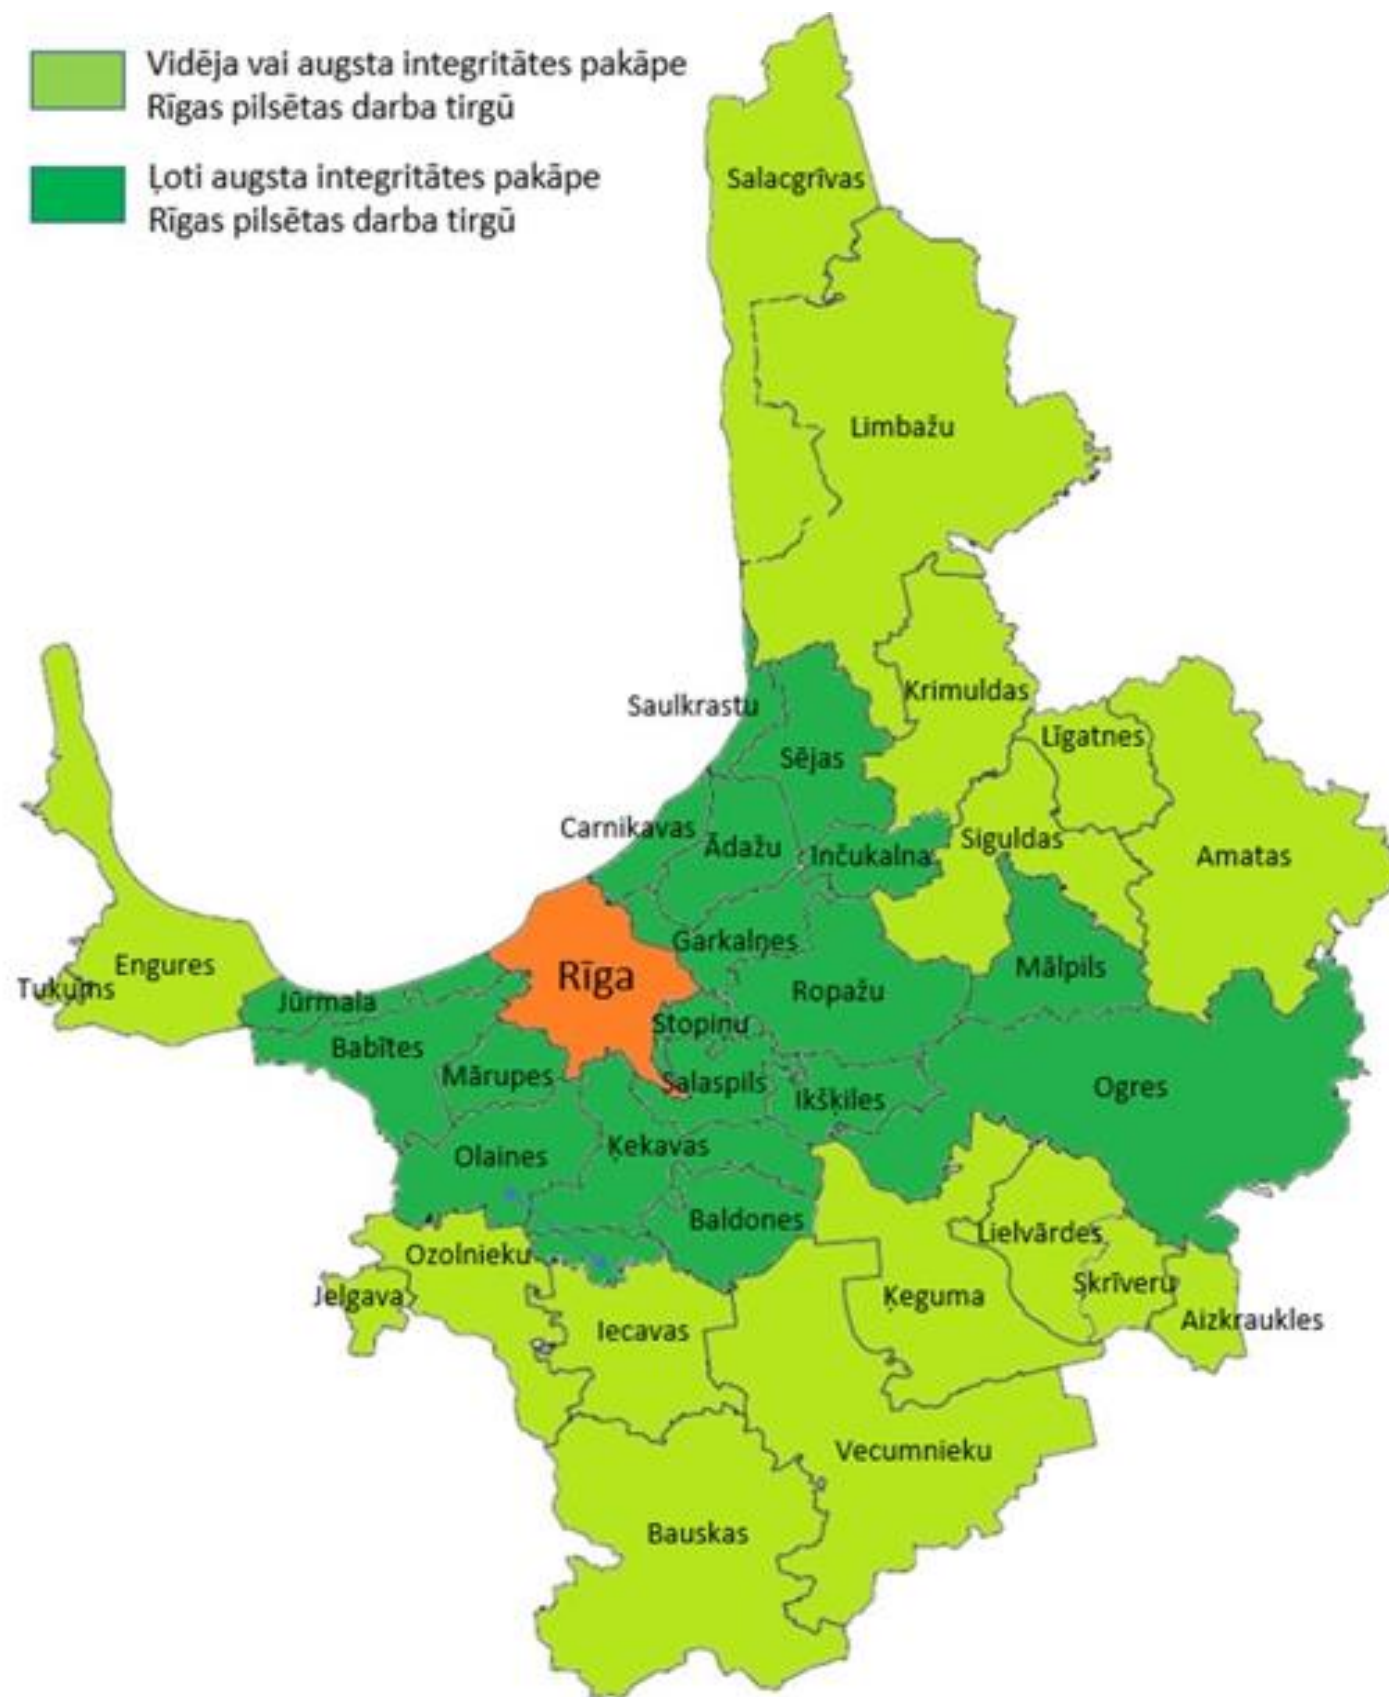 Vidēja vai augsta integritātes pakāpe
Rīgas pilsētas darba tirgū
Ļoti augsta integritātes pakāpe
Rīgas pilsētas darba tirgū
Salacgrīvas
Limbažu
Krimuldas
Saulkrastu
Līgatnes
Sējas
Carnikavas
Ādažu
Inčukalna
Siguldas
Amatas
Garkalņes
Engures
Rīga
Mālpils
Tukums
Jūrmala
Ropažu
Stopiņu
Babītes
Mārupes
Salaspils
Ikšķiles
Ogres
Olaines
Ķekavas
Baldones
Lielvārdes
Ozolnieku
Jelgava
Ķeguma
Skrīveru
Iecavas
Aizkraukles
Vecumnieku
Bauskas